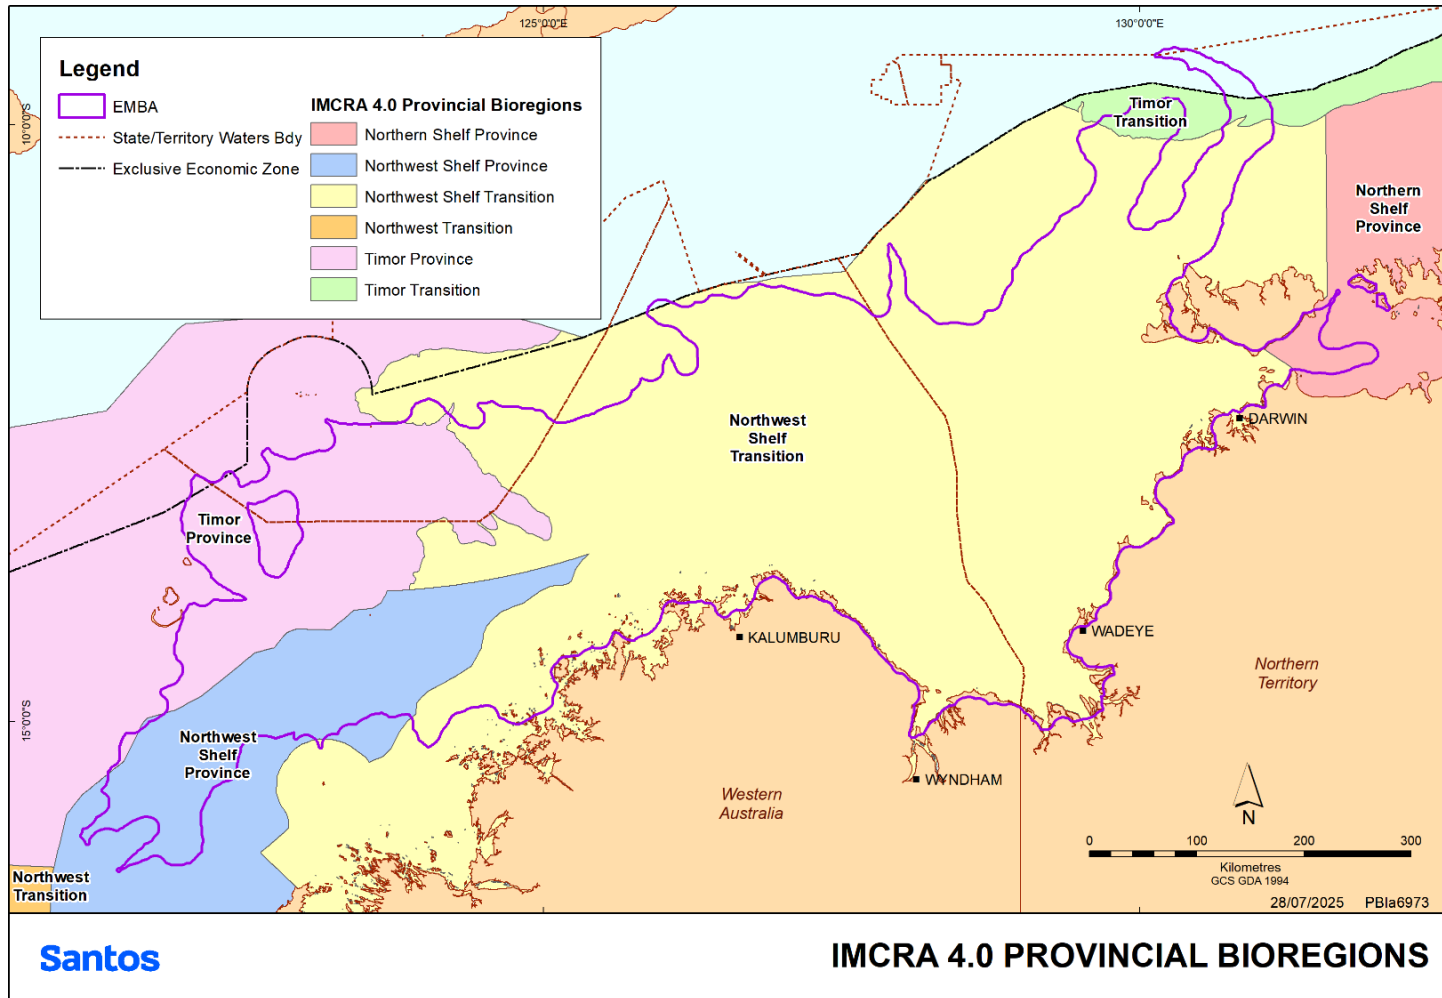 125°0'0"E
130°0'0"E
10°0'0"S
15°0'0"S
Legend
EMBA
State/Territory Waters Bdy
Exclusive Economic Zone
IMCRA 4.0 Provincial Bioregions
Northern Shelf Province
Northwest Shelf Province
Northwest Shelf Transition
Northwest Transition
Timor Province
Timor Transition
Timor
Transition
Northern
Shelf
Province
Northwest
Shelf
Transition
DARWIN
Timor
Province
KALUMBURU
WADEYE
Northern
Territory
Northwest
Shelf
Province
WYNDHAM
Western
Australia
N
0 100 200 300
Kilometres
GCS GDA 1994
Northwest
Transition
28/07/2025 PBIa6973
Santos
IMCRA 4.0 PROVINCIAL BIOREGIONS